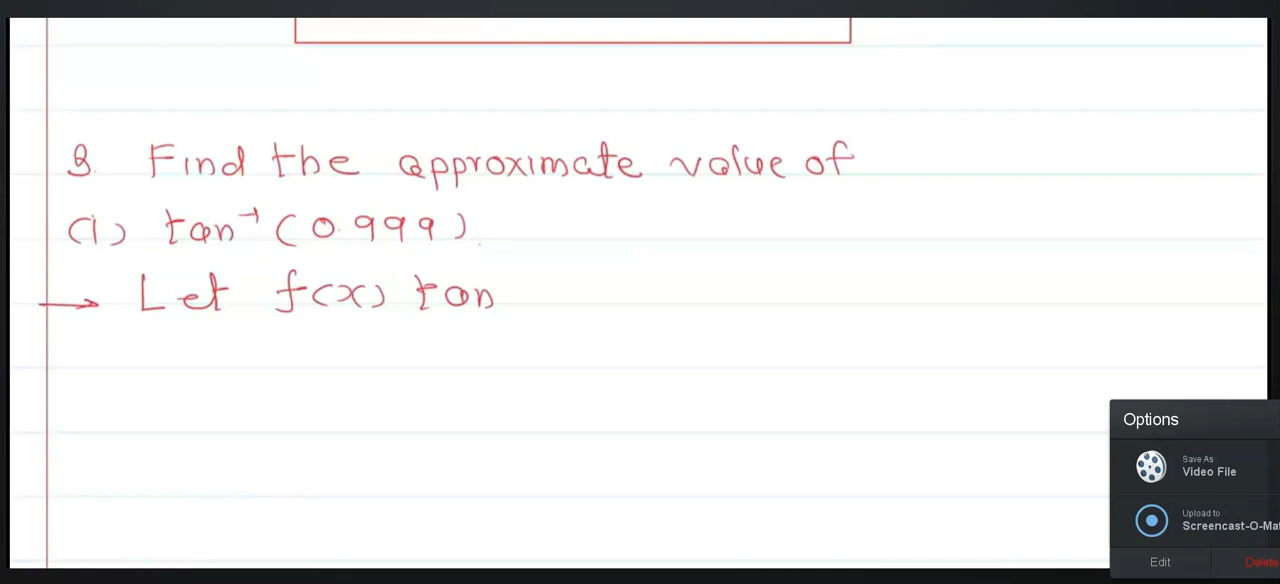 3. Find the approximate value of
(i) tan⁻¹ (0.999).
→ Let f(x) tan
Options
Save As
Video File
Upload to
Screencast-O-Mat
Edit
Delete